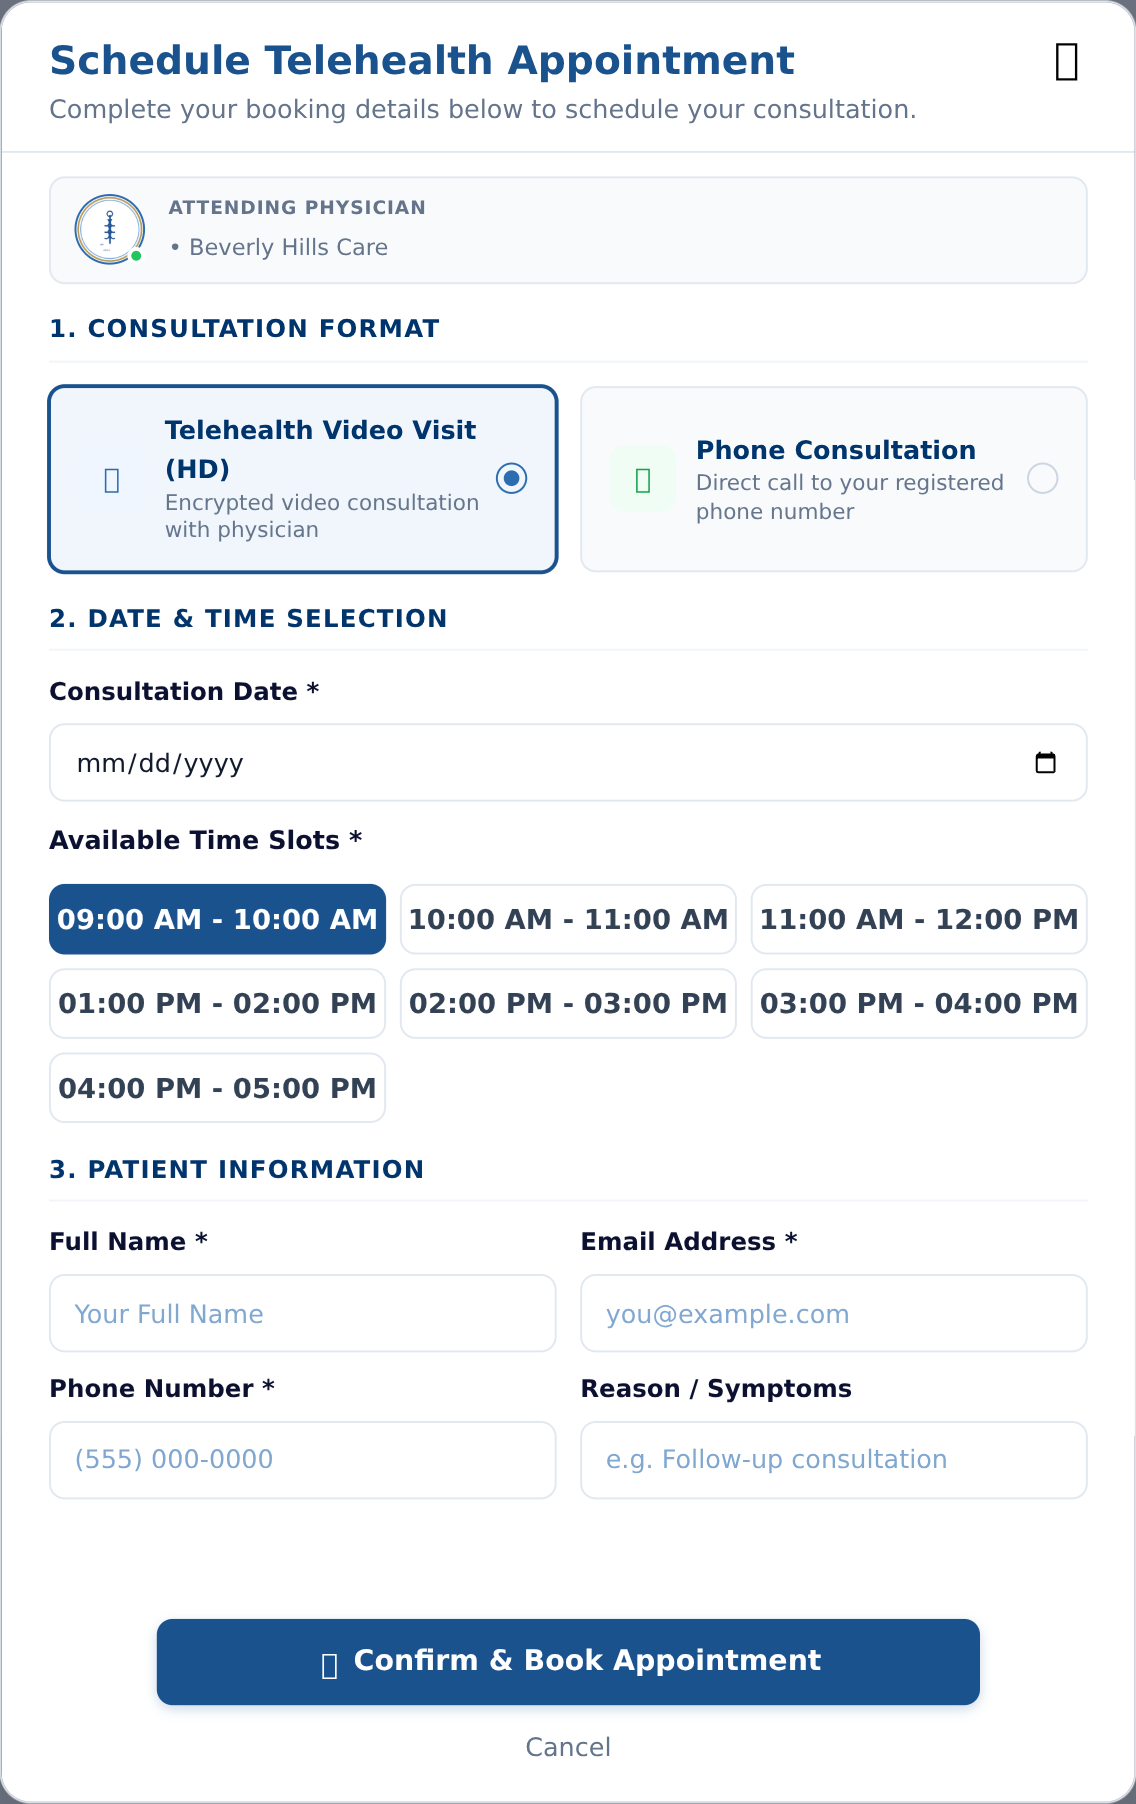 Schedule Telehealth Appointment
Complete your booking details below to schedule your consultation.
ATTENDING PHYSICIAN
• Beverly Hills Care
1. CONSULTATION FORMAT
Telehealth Video Visit
(HD)
Encrypted video consultation
with physician
Phone Consultation
Direct call to your registered
phone number
2. DATE & TIME SELECTION
Consultation Date *
mm/dd/yyyy
Available Time Slots *
09:00 AM - 10:00 AM
10:00 AM - 11:00 AM
11:00 AM - 12:00 PM
01:00 PM - 02:00 PM
02:00 PM - 03:00 PM
03:00 PM - 04:00 PM
04:00 PM - 05:00 PM
3. PATIENT INFORMATION
Full Name *
Your Full Name
Email Address *
you@example.com
Phone Number *
(555) 000-0000
Reason / Symptoms
e.g. Follow-up consultation
Confirm & Book Appointment
Cancel